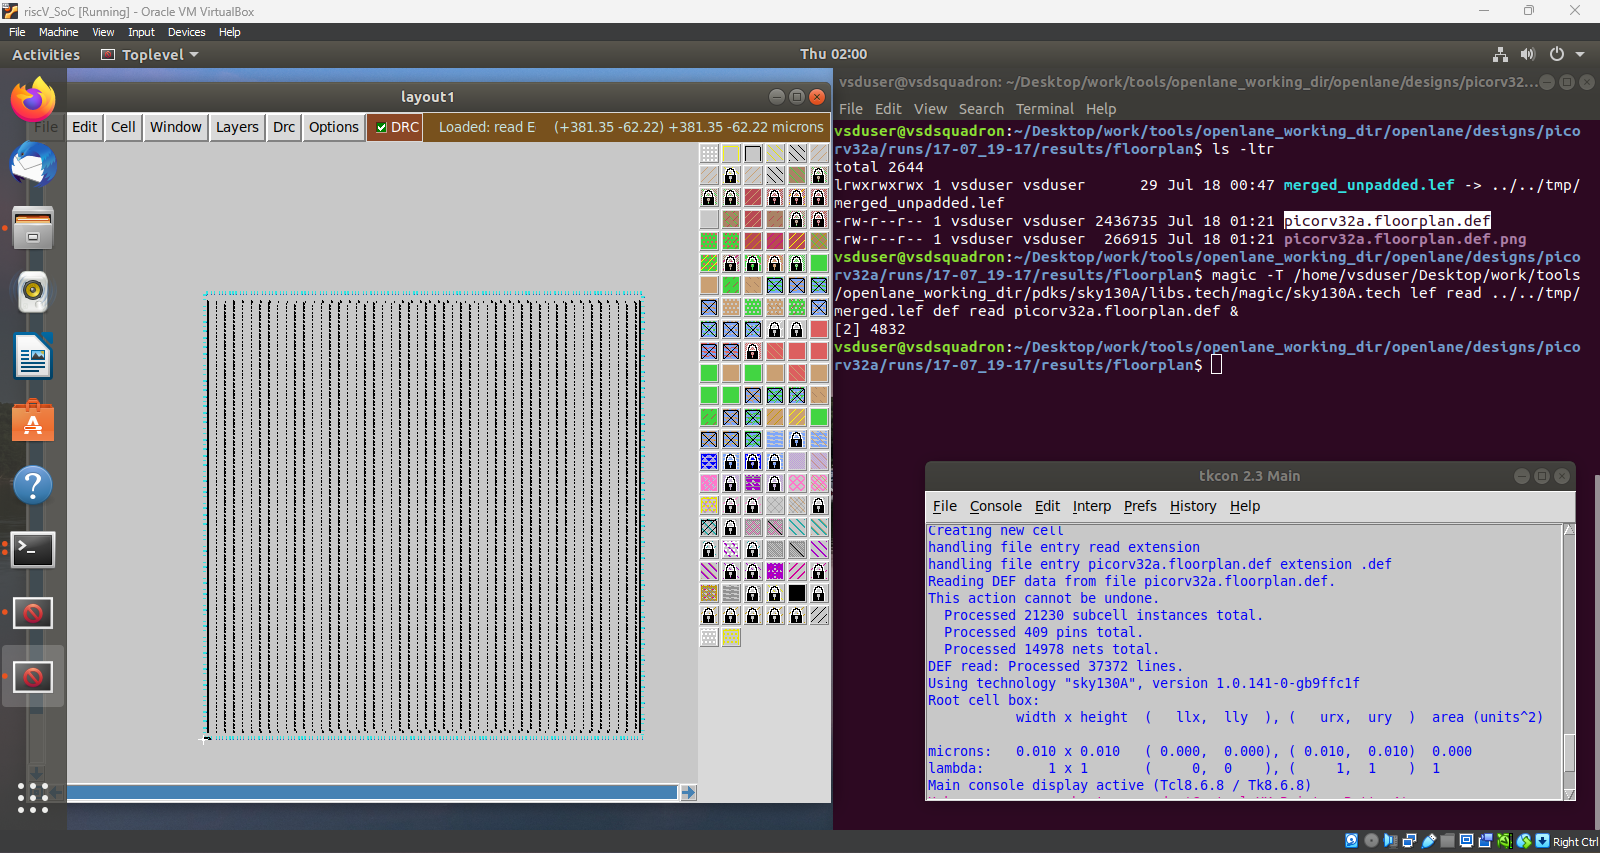 riscV_SoC [Running] - Oracle VM VirtualBox
File Machine View Input Devices Help
Activities Toplevel Thu 02:00
layout1
File Edit Cell Window Layers Drc Options DRC Loaded: read E (+381.35 -62.22) +381.35 -62.22 microns
vsduser@vsdsquadron: ~/Desktop/work/tools/openlane_working_dir/openlane/designs/picorv32...
File Edit View Search Terminal Help
vsduser@vsdsquadron:~/Desktop/work/tools/openlane_working_dir/openlane/designs/pico
rv32a/runs/17-07_19-17/results/floorplan$ ls -ltr
total 2644
lrwxrwxrwx 1 vsduser vsduser 29 Jul 18 00:47 merged_unpadded.lef -> ../../tmp/
merged_unpadded.lef
-rw-r--r-- 1 vsduser vsduser 2436735 Jul 18 01:21 picorv32a.floorplan.def
-rw-r--r-- 1 vsduser vsduser 266915 Jul 18 01:21 picorv32a.floorplan.def.png
vsduser@vsdsquadron:~/Desktop/work/tools/openlane_working_dir/openlane/designs/pico
rv32a/runs/17-07_19-17/results/floorplan$ magic -T /home/vsduser/Desktop/work/tools
/openlane_working_dir/pdks/sky130A/libs.tech/magic/sky130A.tech lef read ../../tmp/
merged.lef def read picorv32a.floorplan.def &
[2] 4832
vsduser@vsdsquadron:~/Desktop/work/tools/openlane_working_dir/openlane/designs/pico
rv32a/runs/17-07_19-17/results/floorplan$
tkcon 2.3 Main
File Console Edit Interp Prefs History Help
Creating new cell
handling file entry read extension
handling file entry picorv32a.floorplan.def extension .def
Reading DEF data from file picorv32a.floorplan.def.
This action cannot be undone.
Processed 21230 subcell instances total.
Processed 409 pins total.
Processed 14978 nets total.
DEF read: Processed 37372 lines.
Using technology "sky130A", version 1.0.141-0-gb9ffc1f
Root cell box:
width x height ( llx, lly ), ( urx, ury ) area (units^2)
microns: 0.010 x 0.010 ( 0.000, 0.000), ( 0.010, 0.010) 0.000
lambda: 1 x 1 ( 0, 0 ), ( 1, 1 ) 1
Main console display active (Tcl8.6.8 / Tk8.6.8)
Right Ctrl